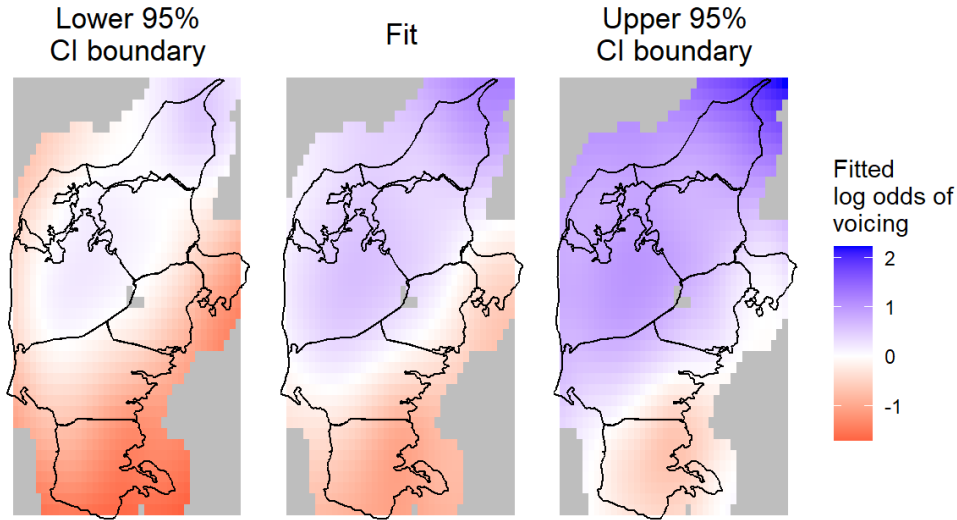 Lower 95%
CI boundary
Fit
Upper 95%
CI boundary
Fitted
log odds of
voicing
2
1
0
-1